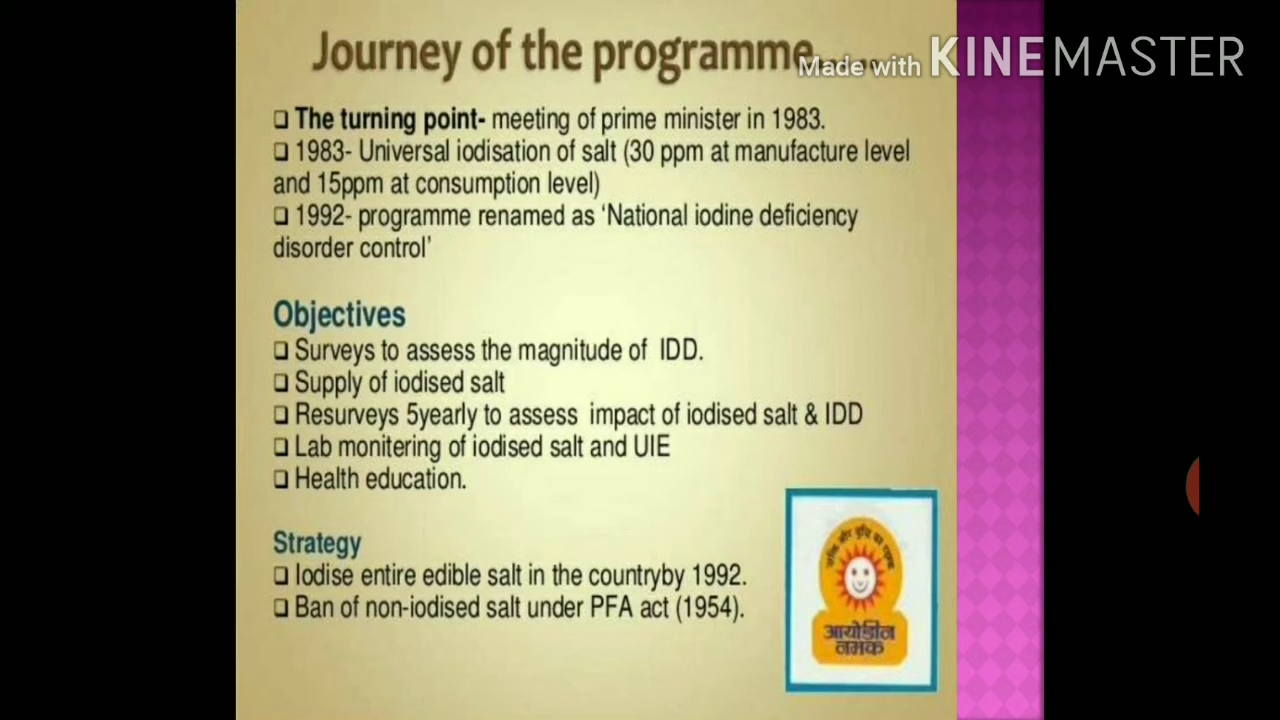 Journey of the programme......
Made with KINEMASTER
❑ The turning point- meeting of prime minister in 1983.
❑ 1983- Universal iodisation of salt (30 ppm at manufacture level
and 15ppm at consumption level)
❑ 1992- programme renamed as ‘National iodine deficiency
disorder control’
Objectives
❑ Surveys to assess the magnitude of IDD.
❑ Supply of iodised salt
❑ Resurveys 5yearly to assess impact of iodised salt & IDD
❑ Lab monitering of iodised salt and UIE
❑ Health education.
Strategy
❑ Iodise entire edible salt in the countryby 1992.
❑ Ban of non-iodised salt under PFA act (1954).
आयोडीन
नमक